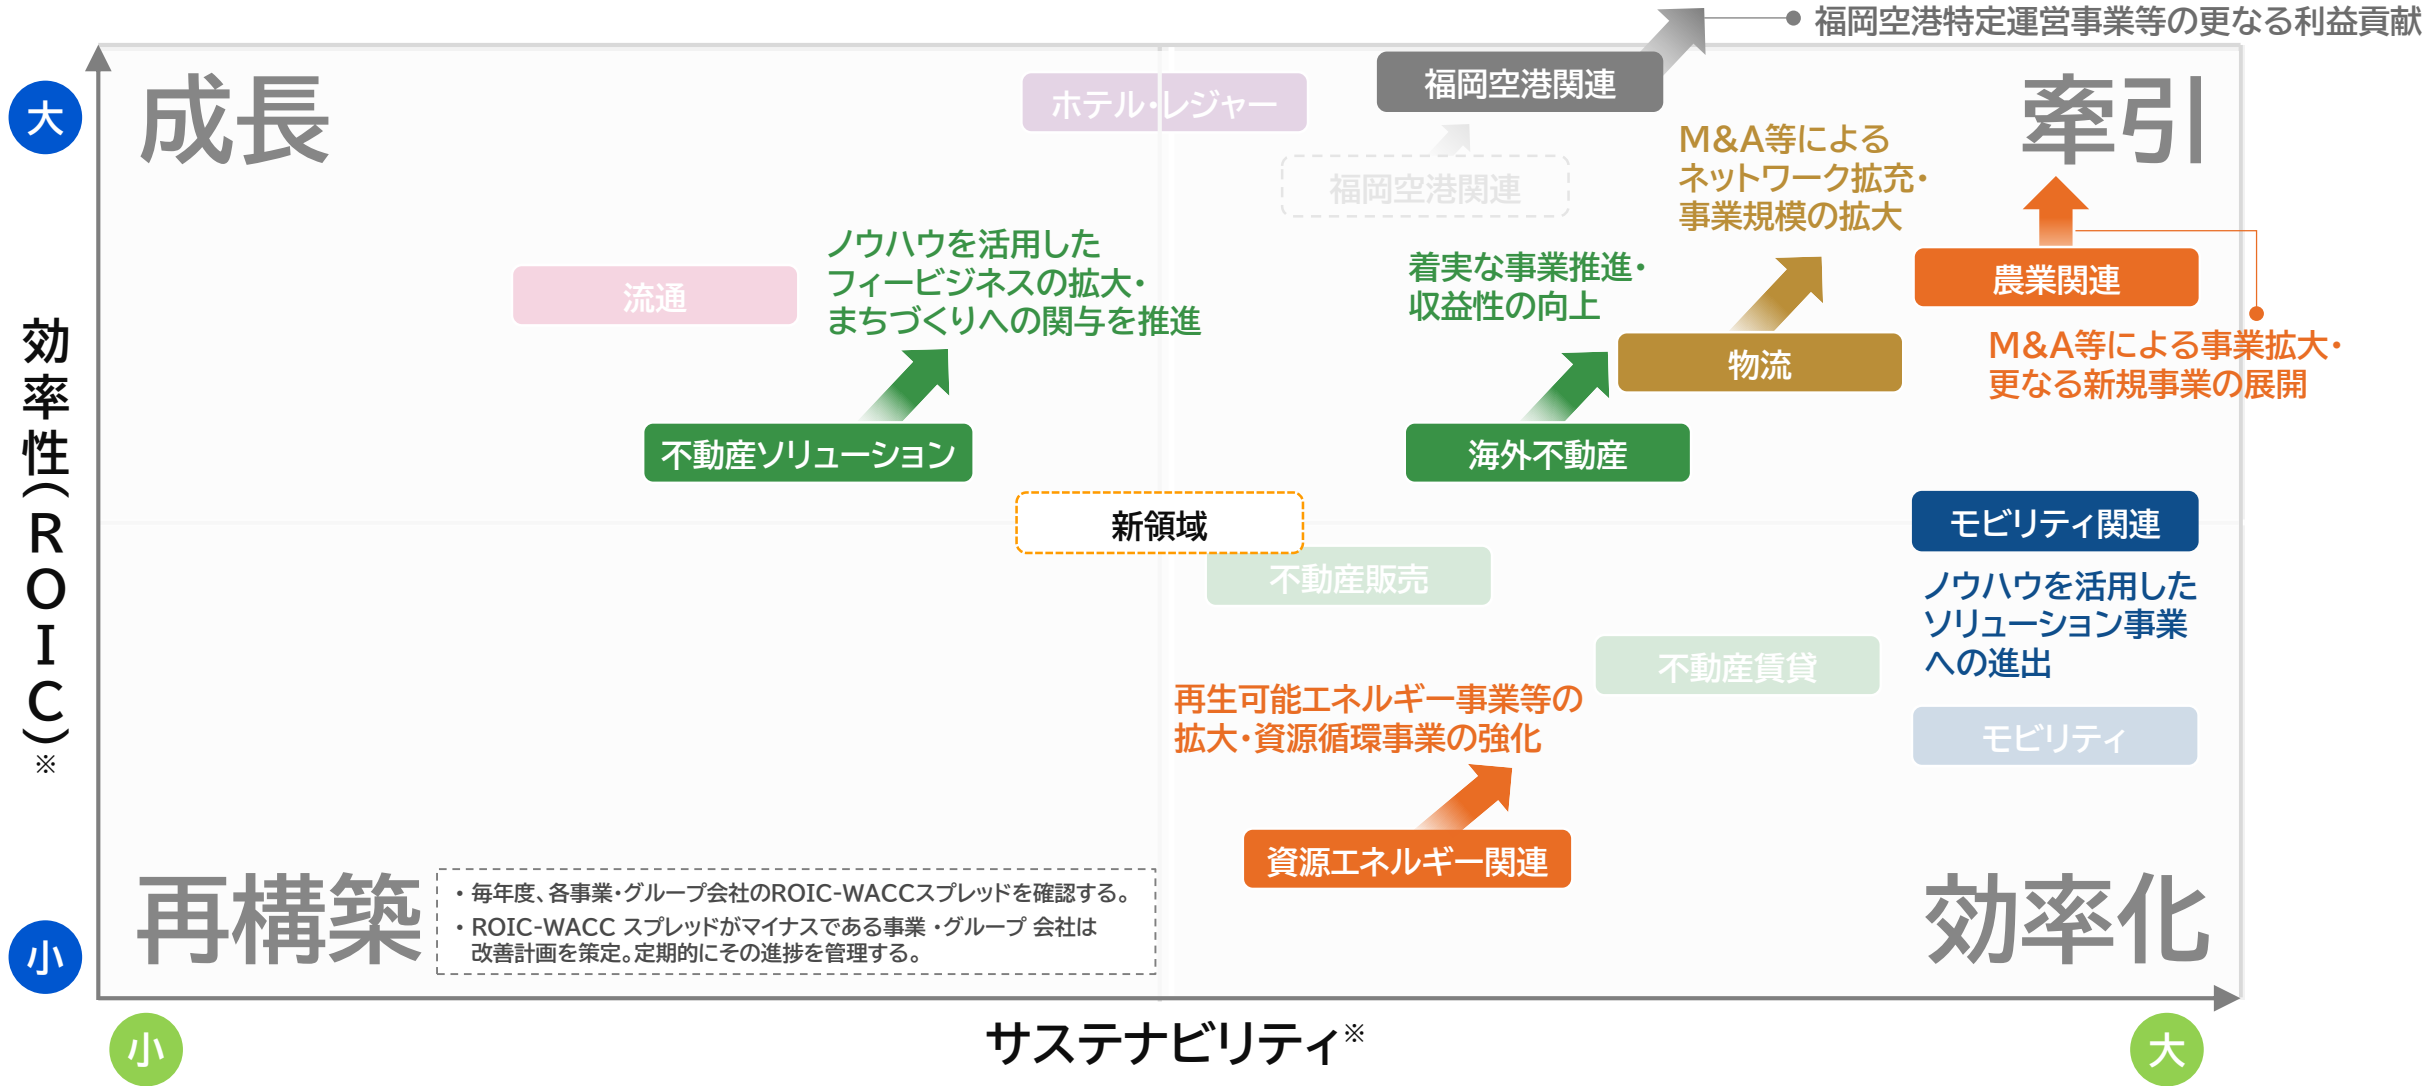 福岡空港特定運営事業等の更なる利益貢献
大
成長
ホテル・レジャー
福岡空港関連
牽引
福岡空港関連
M&A等による
ネットワーク拡充・
事業規模の拡大
流通
ノウハウを活用した
フィービジネスの拡大・
まちづくりへの関与を推進
着実な事業推進・
収益性の向上
農業関連
物流
M&A等による事業拡大・
更なる新規事業の展開
不動産ソリューション
海外不動産
効率性(ROIC)※
新領域
モビリティ関連
不動産販売
ノウハウを活用した
ソリューション事業
への進出
不動産賃貸
再生可能エネルギー事業等の
拡大・資源循環事業の強化
モビリティ
資源エネルギー関連
再構築
・毎年度、各事業・グループ会社のROIC-WACCスプレッドを確認する。
・ROIC-WACC スプレッドがマイナスである事業 ・グループ 会社は
改善計画を策定。定期的にその進捗を管理する。
効率化
小
小
サステナビリティ※
大